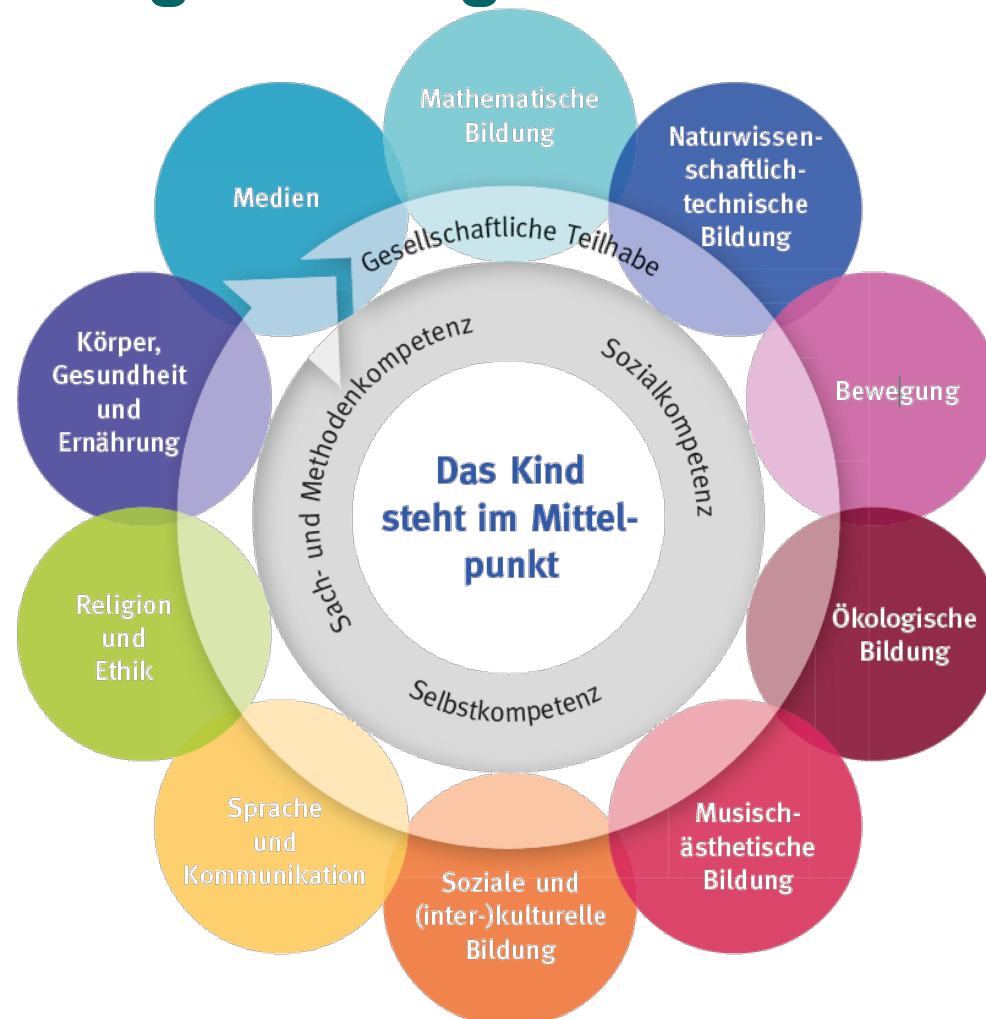 Mathematische
Bildung
Naturwissen-
schaftlich-
technische
Bildung
Medien
Gesellschaftliche Teilhabe
Körper,
Gesundheit
und
Ernährung
Sach- und Methodenkompetenz
Sozialkompetenz
Bewegung
Das Kind
steht im Mittel-
punkt
Religion
und
Ethik
Ökologische
Bildung
Selbstkompetenz
Sprache
und
Kommunikation
Musisch-
ästhetische
Bildung
Soziale und
(inter-)kulturelle
Bildung